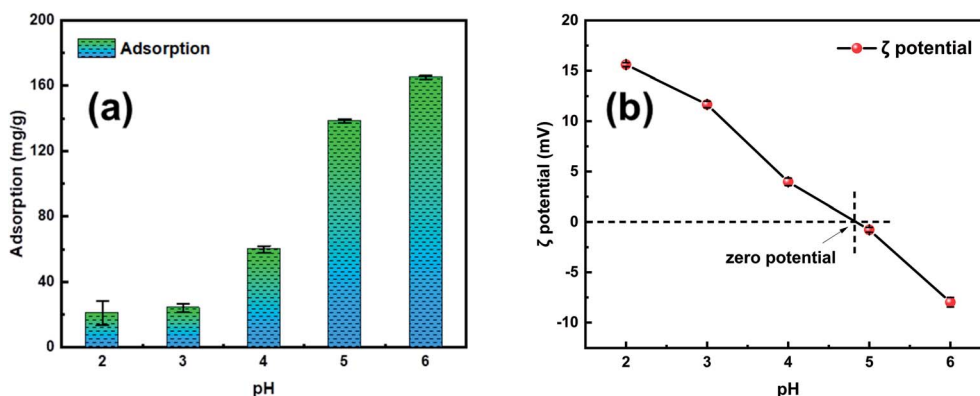 200
160
120
80
40
0
Adsorption (mg/g)
Adsorption
(a)
2 3 4 5 6
pH
20
15
10
5
0
-5
-10
ζ potential (mV)
ζ potential
(b)
zero potential
2 3 4 5 6
pH